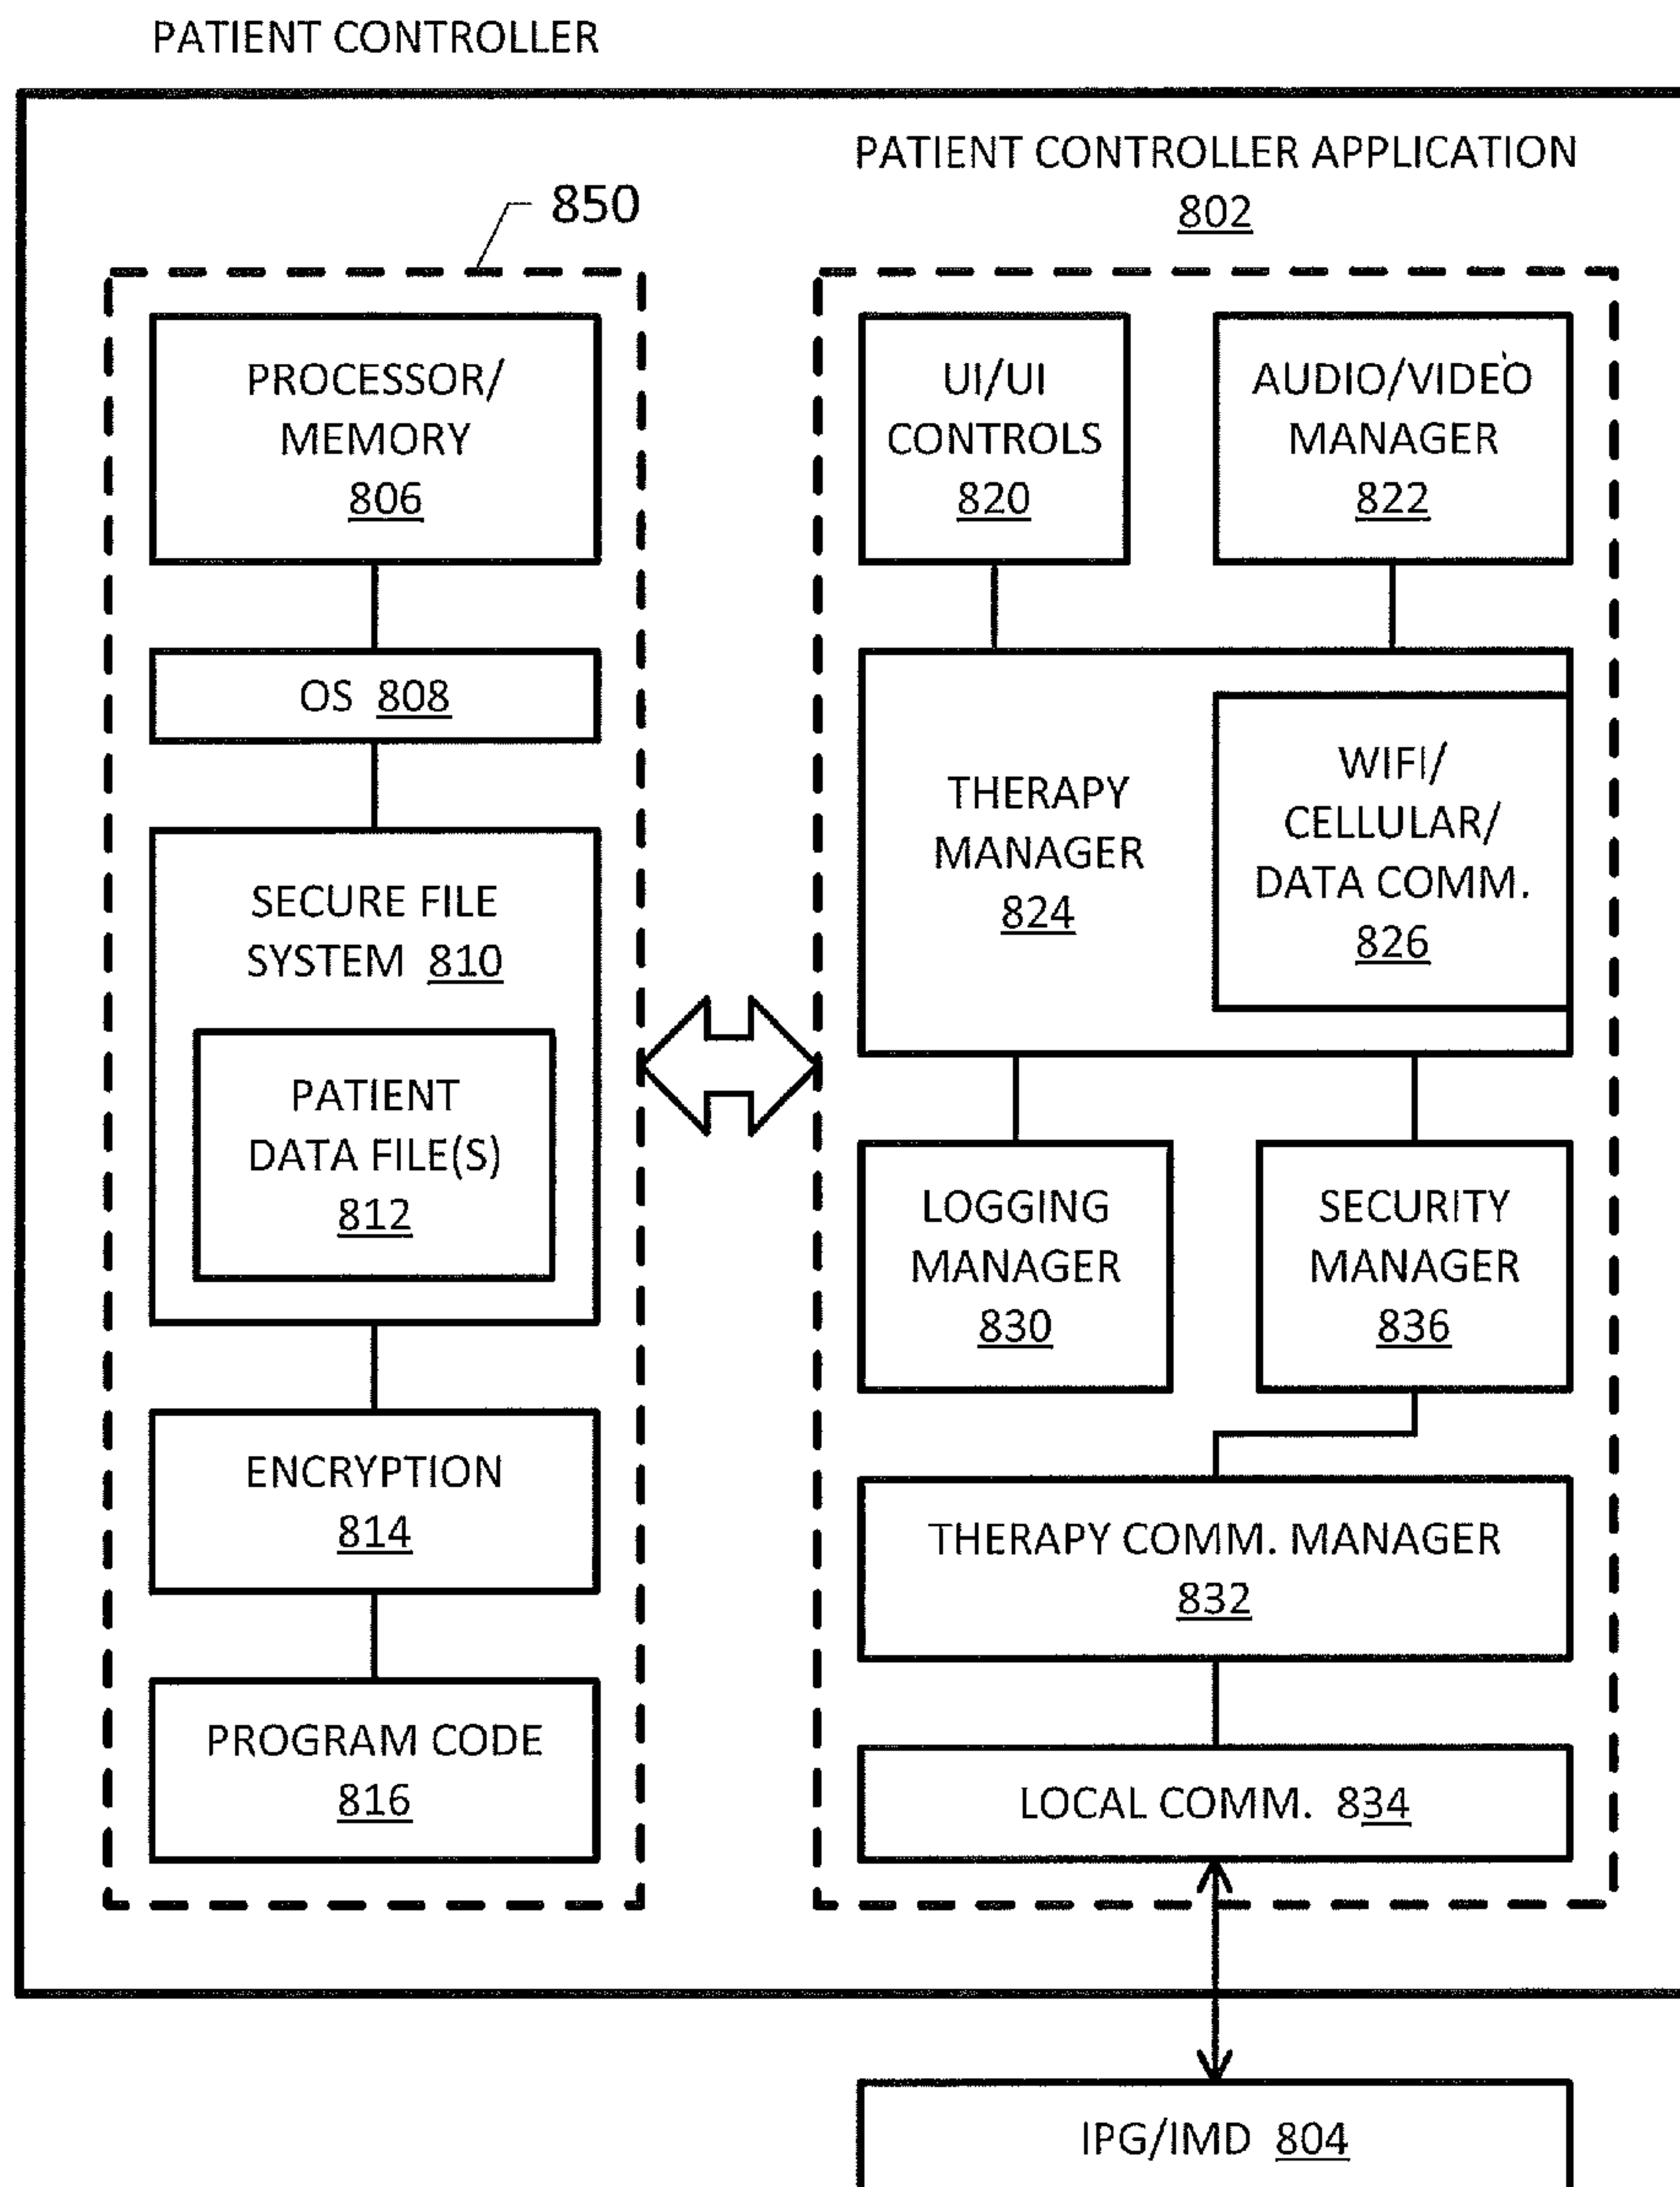 PATIENT CONTROLLER
PATIENT CONTROLLER APPLICATION
802
850
PROCESSOR/
MEMORY
806
OS 808
SECURE FILE
SYSTEM 810
PATIENT
DATA FILE(S)
812
ENCRYPTION
814
PROGRAM CODE
816
UI/UI
CONTROLS
820
AUDIO/VIDEO
MANAGER
822
THERAPY
MANAGER
824
WIFI/
CELLULAR/
DATA COMM.
826
LOGGING
MANAGER
830
SECURITY
MANAGER
836
THERAPY COMM. MANAGER
832
LOCAL COMM. 834
IPG/IMD 804